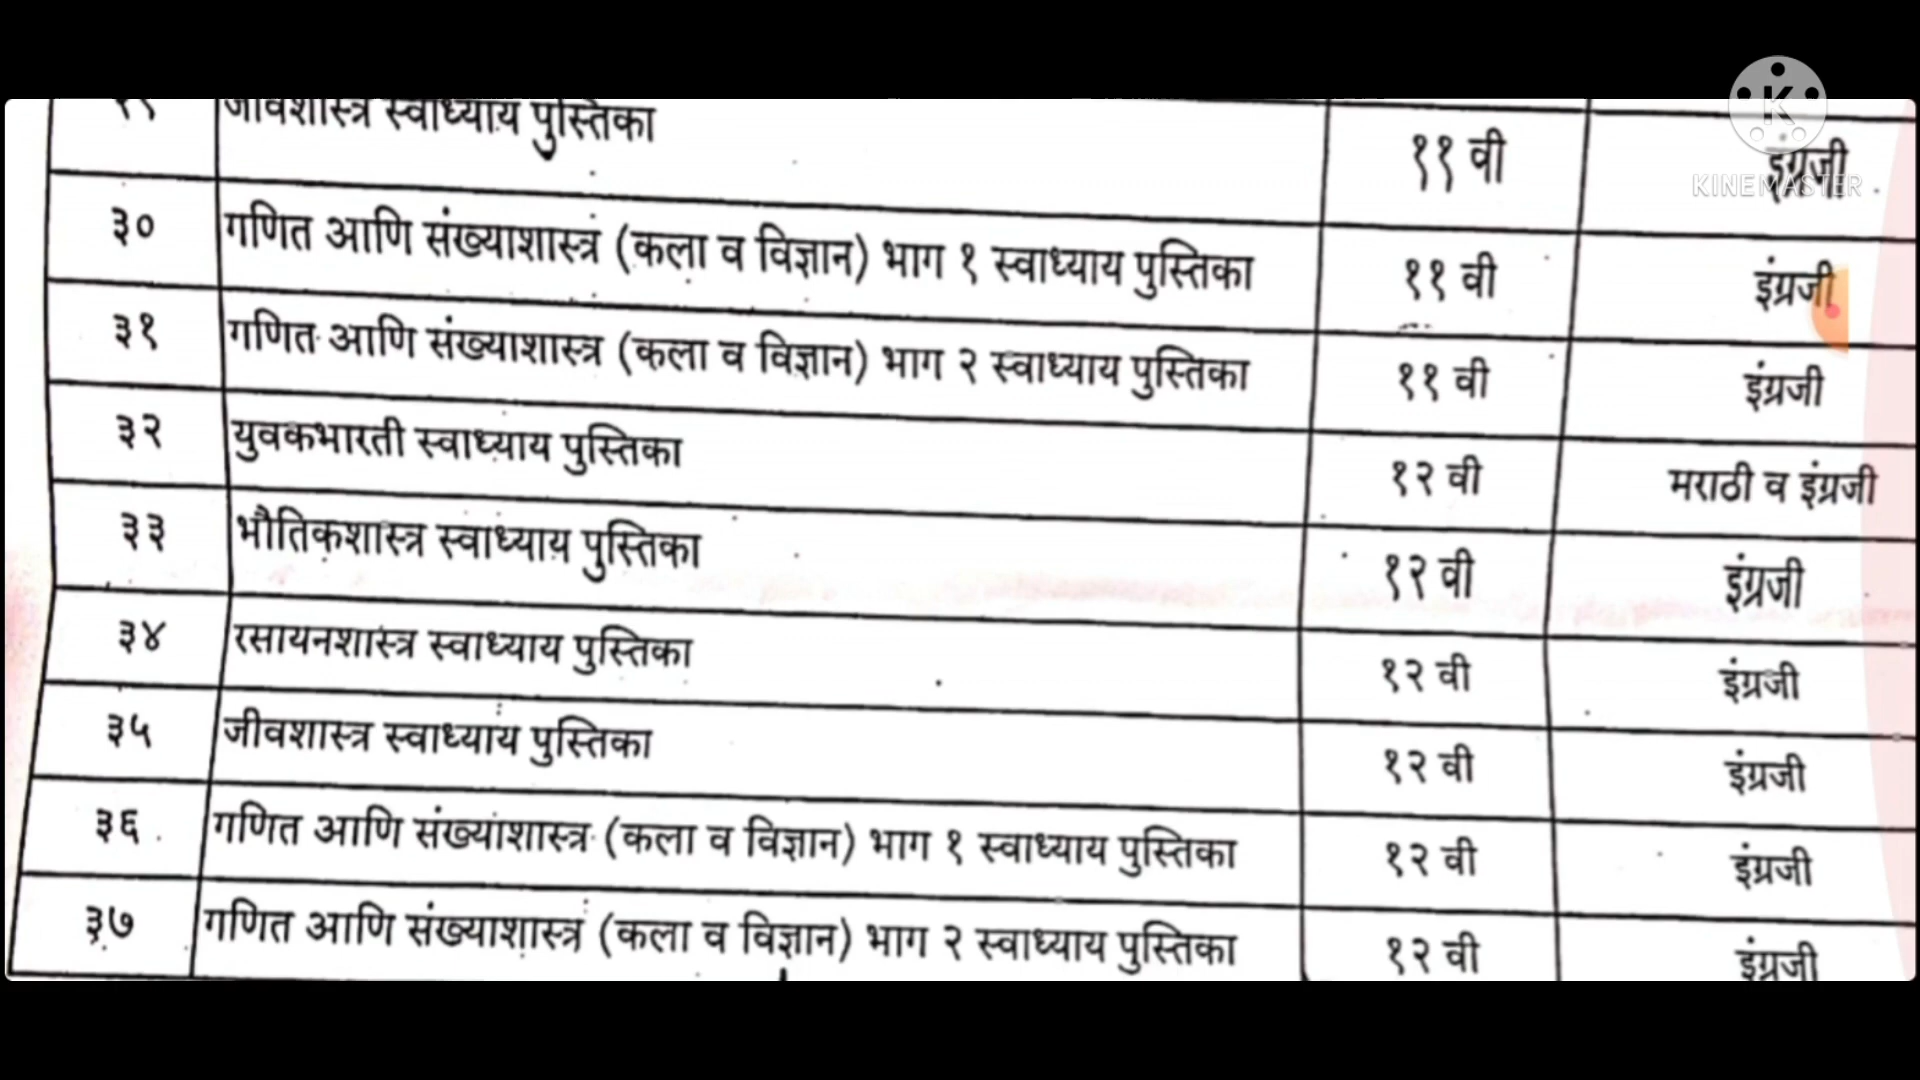 जीवशास्त्र स्वाध्याय पुस्तिका ११ वी इंग्रजी
KINEMASTER
३० गणित आणि संख्याशास्त्र (कला व विज्ञान) भाग १ स्वाध्याय पुस्तिका ११ वी इंग्रजी
३१ गणित आणि संख्याशास्त्र (कला व विज्ञान) भाग २ स्वाध्याय पुस्तिका ११ वी इंग्रजी
३२ युवकभारती स्वाध्याय पुस्तिका १२ वी मराठी व इंग्रजी
३३ भौतिकशास्त्र स्वाध्याय पुस्तिका १२ वी इंग्रजी
३४ रसायनशास्त्र स्वाध्याय पुस्तिका १२ वी इंग्रजी
३५ जीवशास्त्र स्वाध्याय पुस्तिका १२ वी इंग्रजी
३६ गणित आणि संख्याशास्त्र (कला व विज्ञान) भाग १ स्वाध्याय पुस्तिका १२ वी इंग्रजी
३७ गणित आणि संख्याशास्त्र (कला व विज्ञान) भाग २ स्वाध्याय पुस्तिका १२ वी इंग्रजी